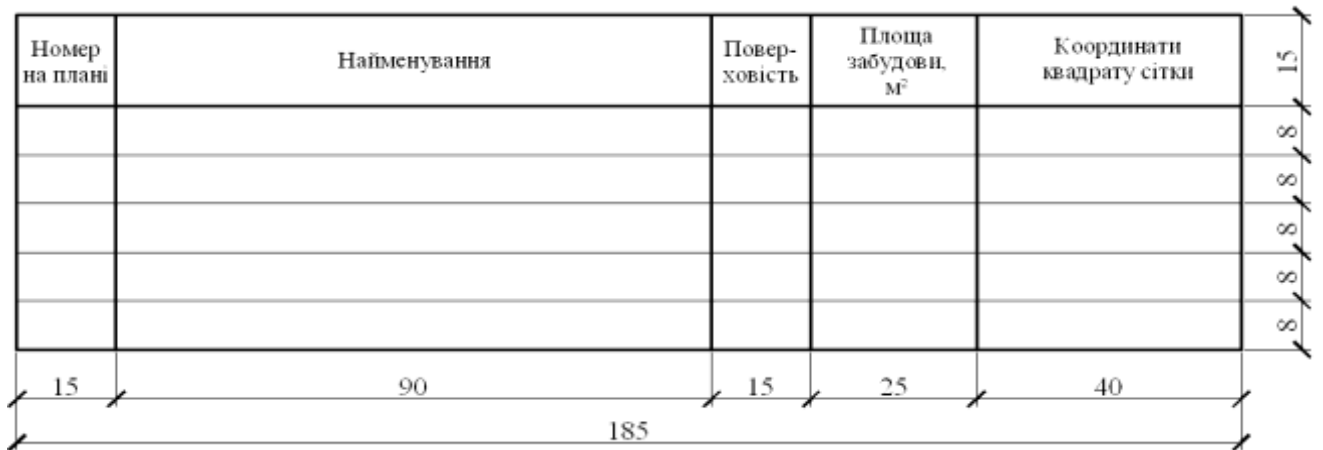 Номер
на плані
Найменування
Повер-
ховість
Площа
забудови,
м²
Координати
квадрату сітки
15
8
8
8
8
8
15
90
15
25
40
185